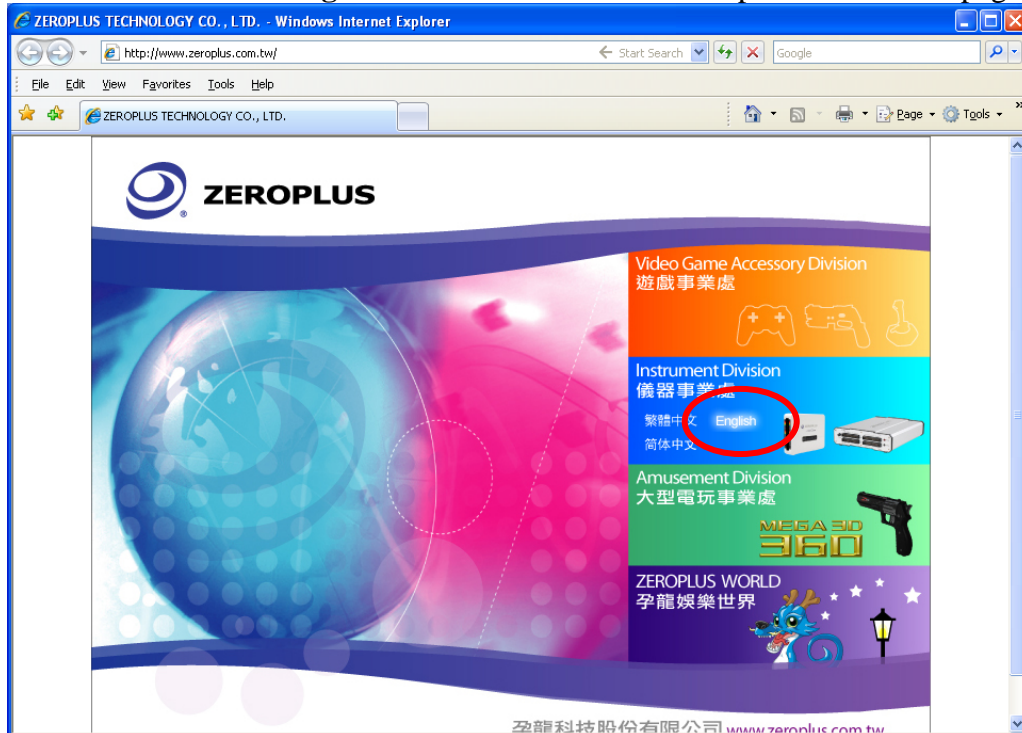 ZEROPLUS TECHNOLOGY CO., LTD. - Windows Internet Explorer
http://www.zeroplus.com.tw/
Start Search
Google
File Edit View Favorites Tools Help
ZEROPLUS TECHNOLOGY CO., LTD.
Page
Tools
ZEROPLUS
Video Game Accessory Division
遊戲事業處
Instrument Division
儀器事業處
繁體中文 English
简体中文
Amusement Division
大型電玩事業處
MEGA 3D
360
ZEROPLUS WORLD
孕龍娛樂世界
孕龍科技股份有限公司 www.zeroplus.com.tw